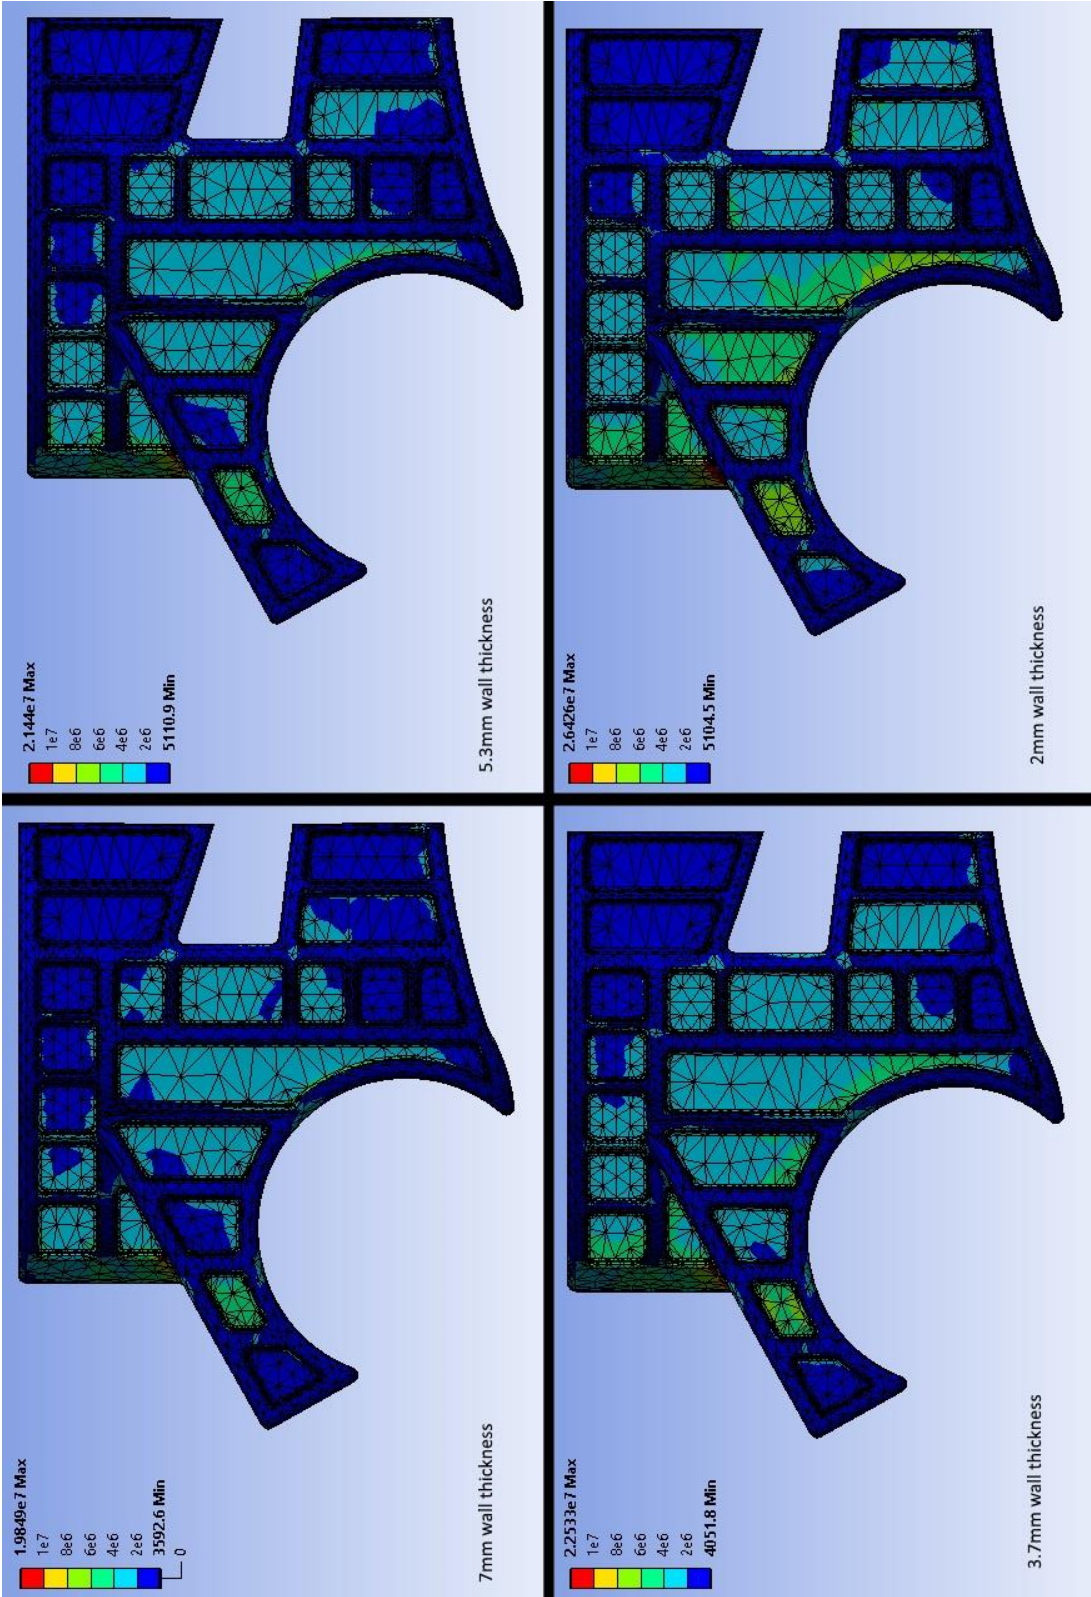 2.144e7 Max
1e7
8e6
6e6
4e6
2e6
5110.9 Min
5.3mm wall thickness
2.6426e7 Max
1e7
8e6
6e6
4e6
2e6
5104.5 Min
2mm wall thickness
1.9849e7 Max
1e7
8e6
6e6
4e6
2e6
3592.6 Min
0
7mm wall thickness
2.2533e7 Max
1e7
8e6
6e6
4e6
2e6
4051.8 Min
3.7mm wall thickness